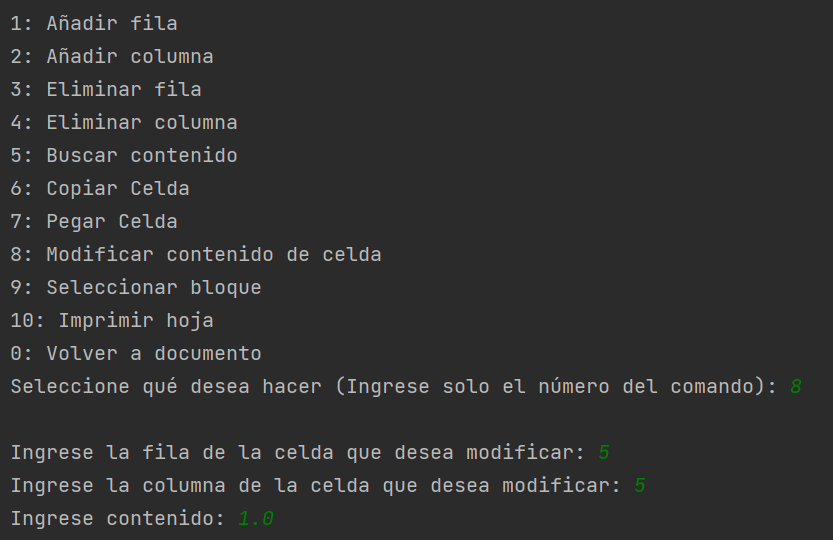 1: Añadir fila
2: Añadir columna
3: Eliminar fila
4: Eliminar columna
5: Buscar contenido
6: Copiar Celda
7: Pegar Celda
8: Modificar contenido de celda
9: Seleccionar bloque
10: Imprimir hoja
0: Volver a documento
Seleccione qué desea hacer (Ingrese solo el número del comando): 8
Ingrese la fila de la celda que desea modificar: 5
Ingrese la columna de la celda que desea modificar: 5
Ingrese contenido: 1.0